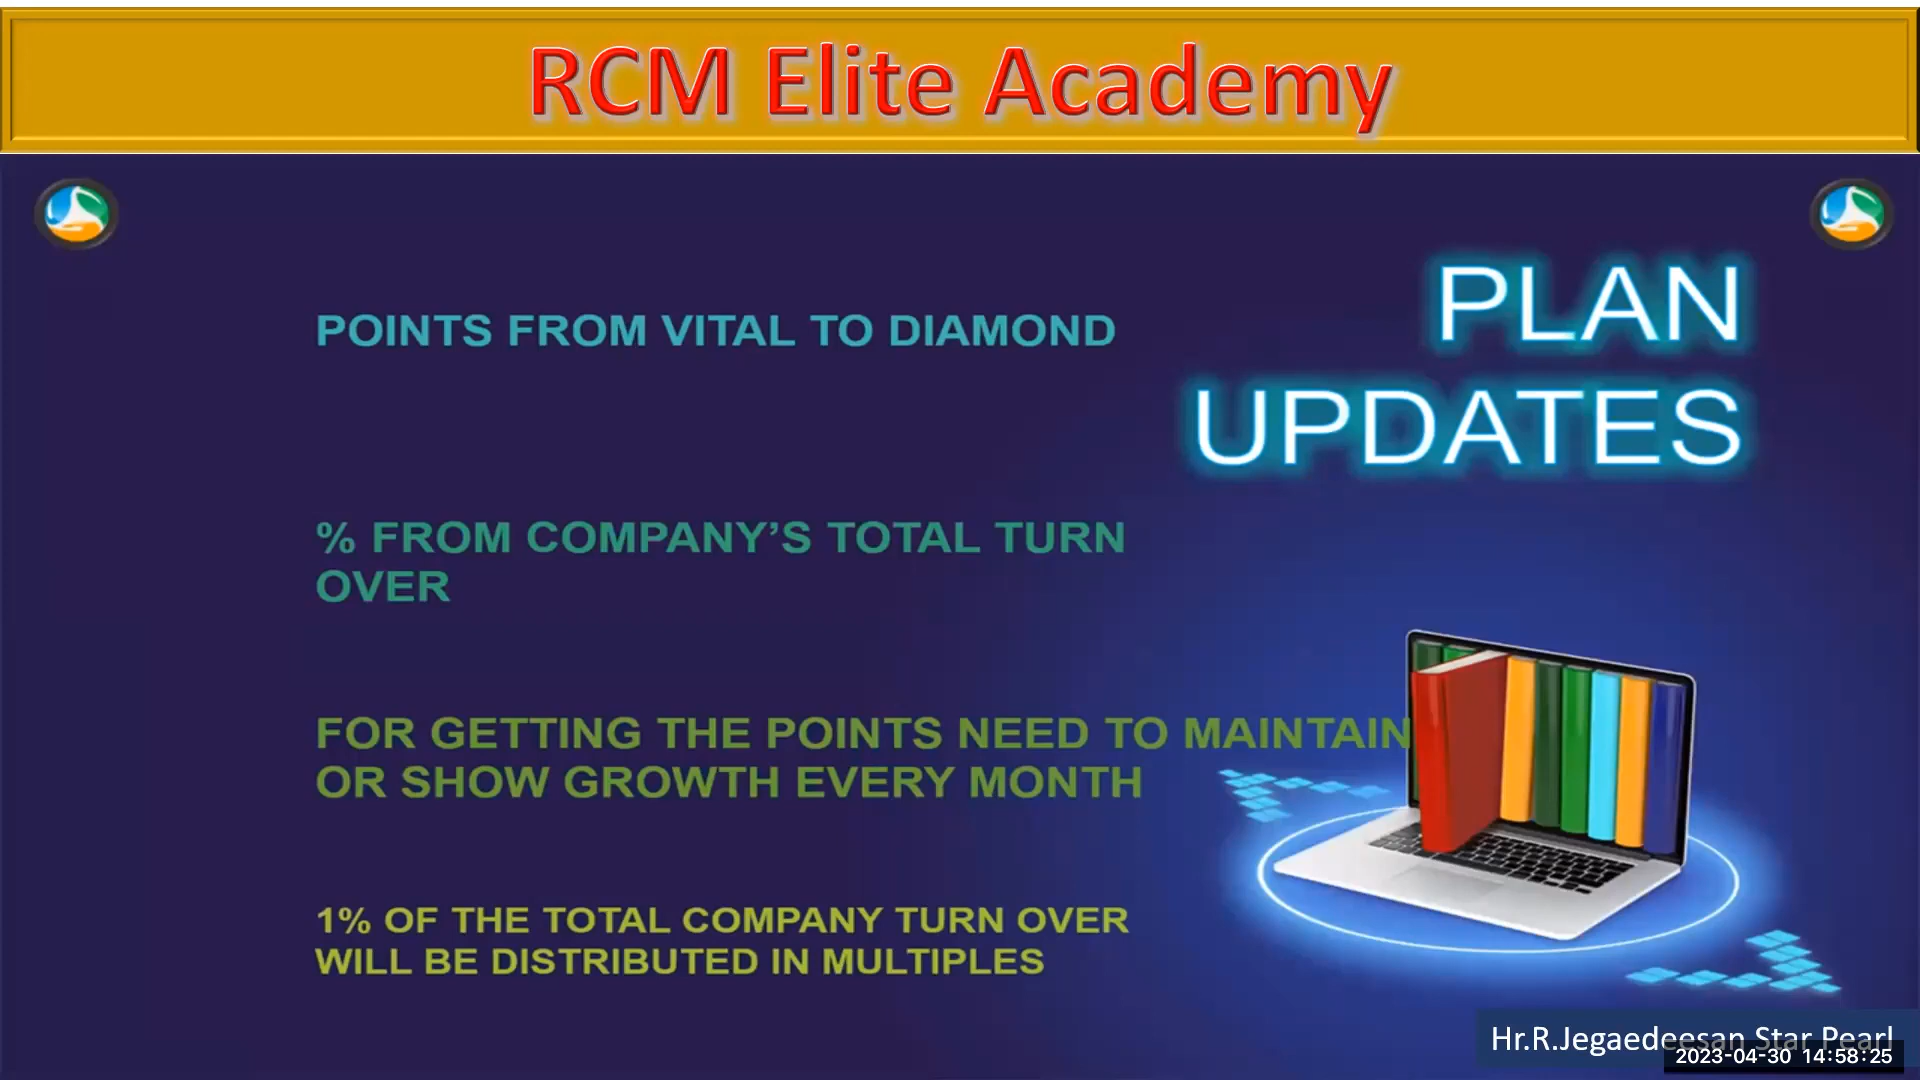 RCM Elite Academy
PLAN
UPDATES
POINTS FROM VITAL TO DIAMOND
% FROM COMPANY’S TOTAL TURN
OVER
FOR GETTING THE POINTS NEED TO MAINTAIN
OR SHOW GROWTH EVERY MONTH
1% OF THE TOTAL COMPANY TURN OVER
WILL BE DISTRIBUTED IN MULTIPLES
Hr.R.Jegaedeesan Star Pearl
2023-04-30 14:58:25